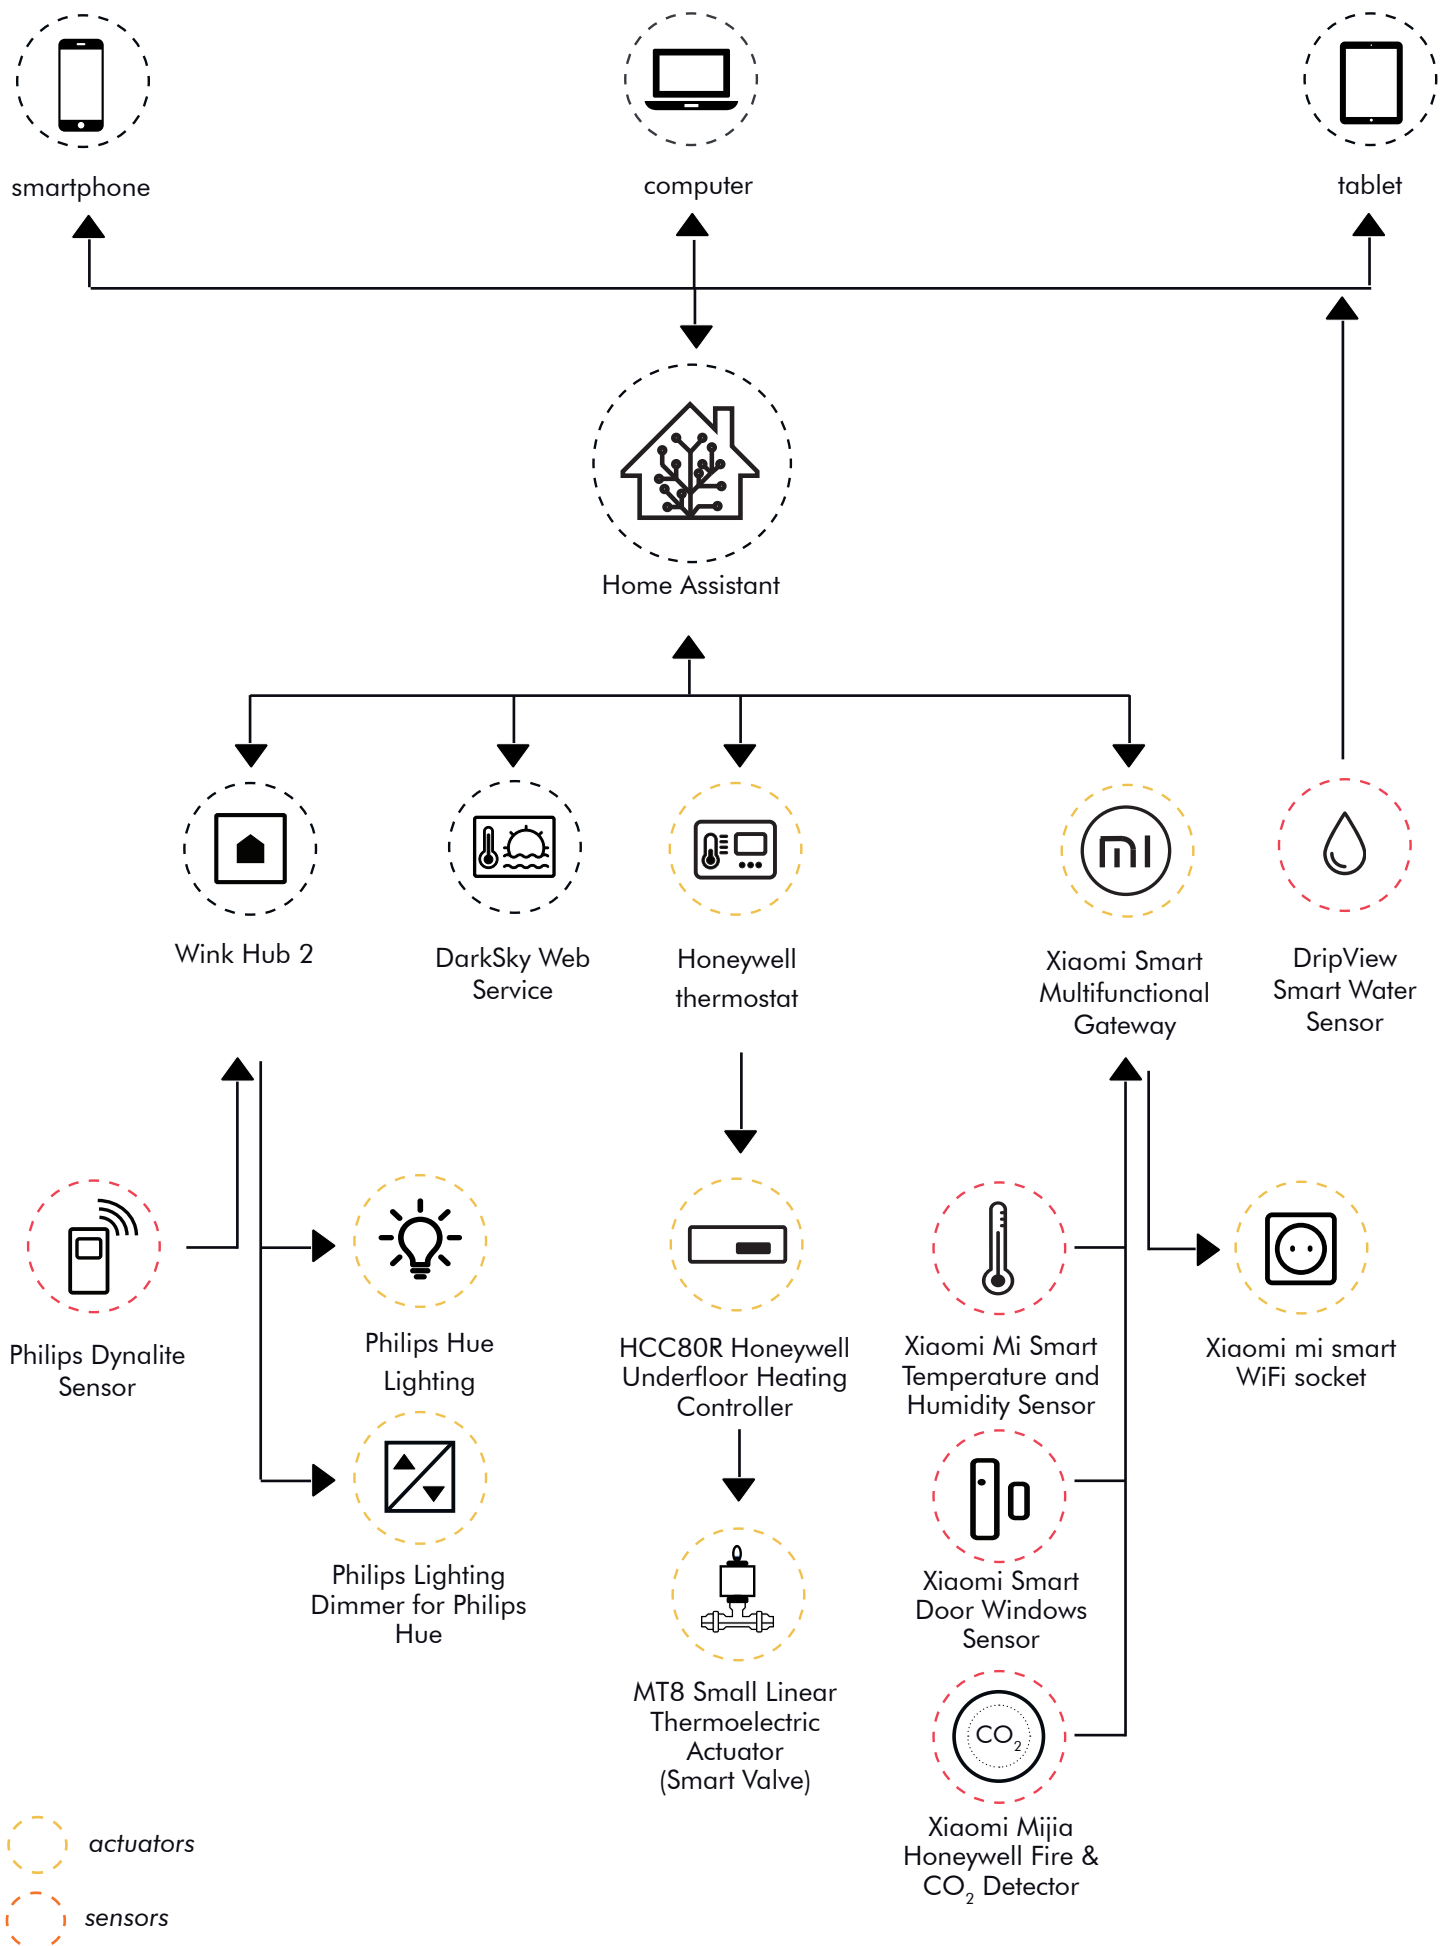 smartphone
computer
tablet
Home Assistant
Wink Hub 2
DarkSky Web
Service
Honeywell
thermostat
Xiaomi Smart
Multifunctional
Gateway
DripView
Smart Water
Sensor
Philips Dynalite
Sensor
Philips Hue
Lighting
HCC80R Honeywell
Underfloor Heating
Controller
Xiaomi Mi Smart
Temperature and
Humidity Sensor
Xiaomi mi smart
WiFi socket
Philips Lighting
Dimmer for Philips
Hue
Xiaomi Smart
Door Windows
Sensor
MT8 Small Linear
Thermoelectric
Actuator
(Smart Valve)
CO₂
Xiaomi Mijia
Honeywell Fire &
CO₂ Detector
actuators
sensors